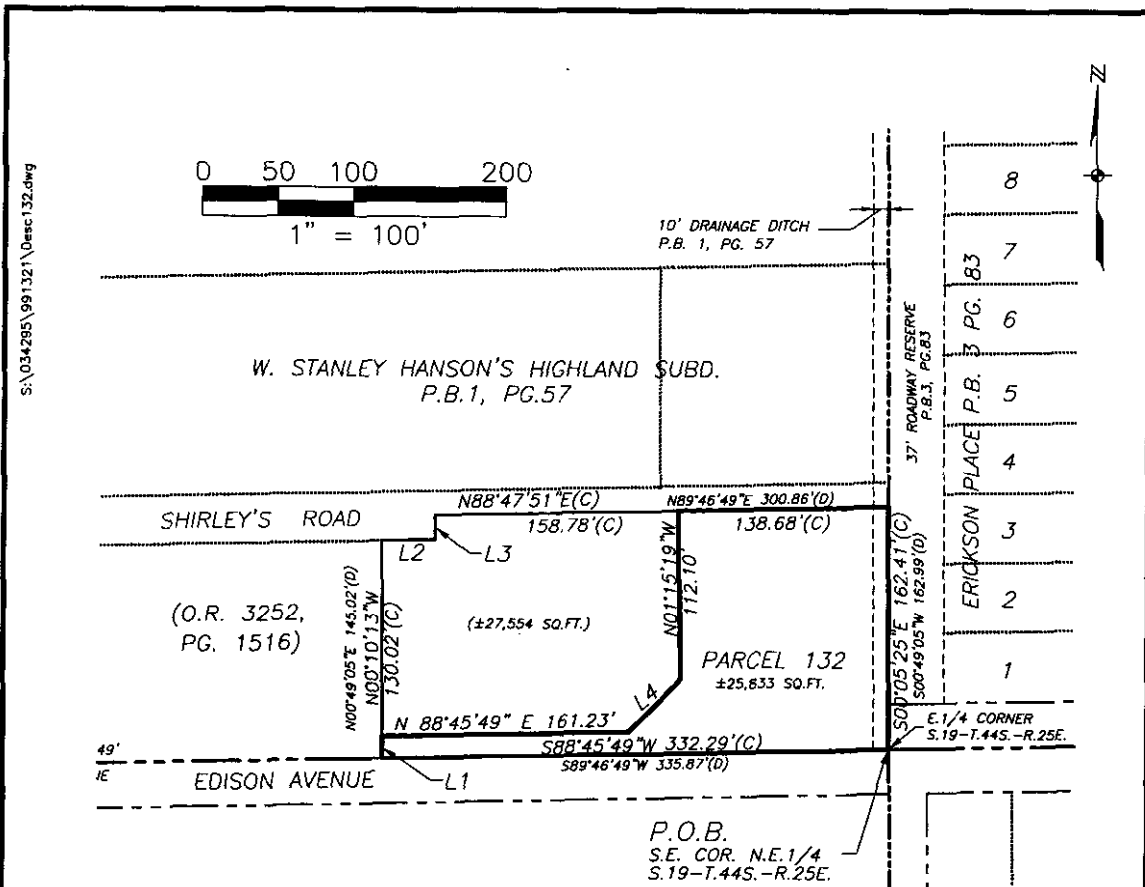 S:\034295\991321\Desc132.dwg
0 50 100 200
1" = 100'
N
10' DRAINAGE DITCH
P.B. 1, PG. 57
W. STANLEY HANSON'S HIGHLAND SUBD.
P.B.1, PG.57
37' ROADWAY RESERVE
P.B.3, PG.83
ERICKSON PLACE P.B. 3 PG. 83
8
7
6
5
4
3
2
1
SHIRLEY'S ROAD
N88°47'51"E(C)
158.78'(C)
N89°46'49"E 300.86'(D)
138.68'(C)
L2
L3
(O.R. 3252,
PG. 1516)
N00°49'05"E 145.02'(D)
N00°10'13"W
130.02'(C)
(±27,554 SQ.FT.)
N01°15'19"W
112.10'
PARCEL 132
±25,633 SQ.FT.
S00°05'25"E 162.41'(C)
S00°49'05"W 162.99'(D)
L4
N 88°45'49" E 161.23'
S88°45'49"W 332.29'(C)
S89°46'49"W 335.87'(D)
E.1/4 CORNER
S.19-T.44S.-R.25E.
49'
IE
EDISON AVENUE
L1
P.O.B.
S.E. COR. N.E.1/4
S.19-T.44S.-R.25E.